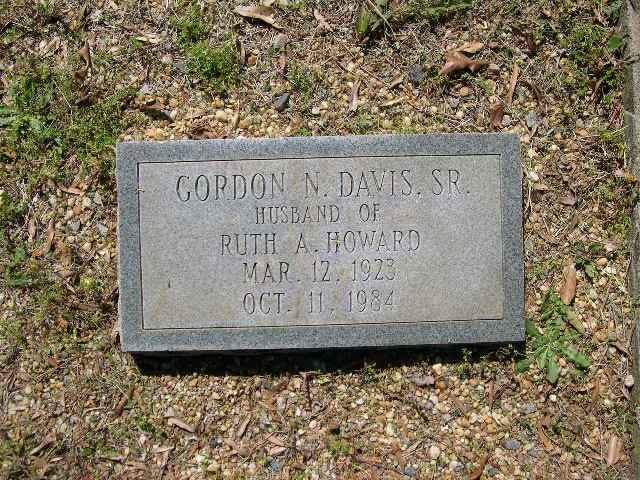 GORDON N. DAVIS, SR.
HUSBAND OF
RUTH A. HOWARD
MAR. 12, 1923
OCT. 11, 1984